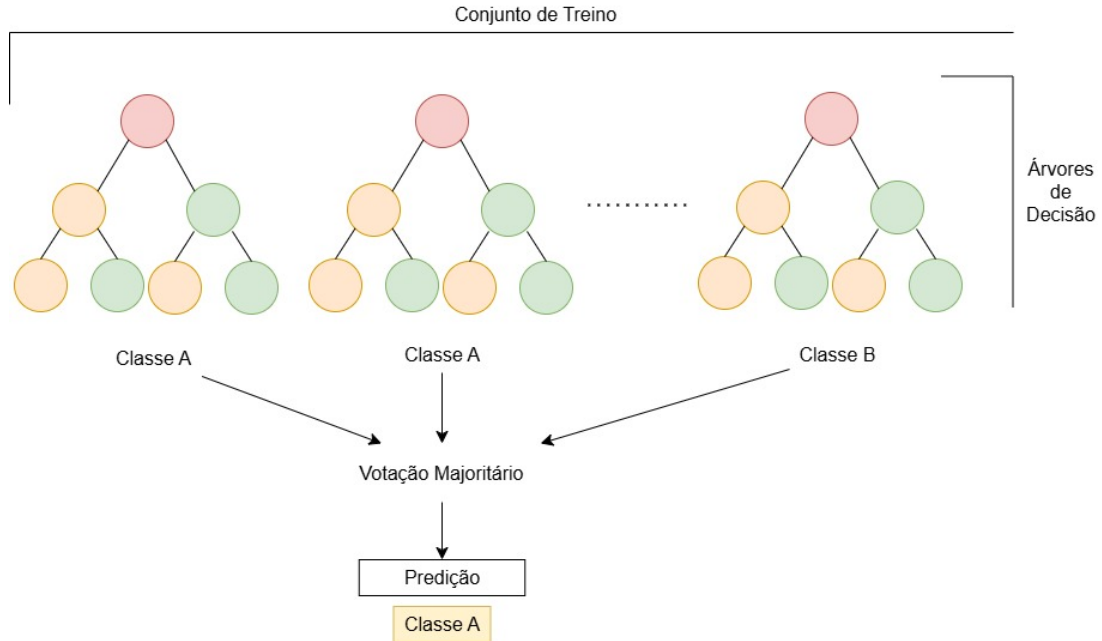 Conjunto de Treino
Árvores
de
Decisão
Classe A
Classe A
Classe B
Votação Majoritário
Predição
Classe A